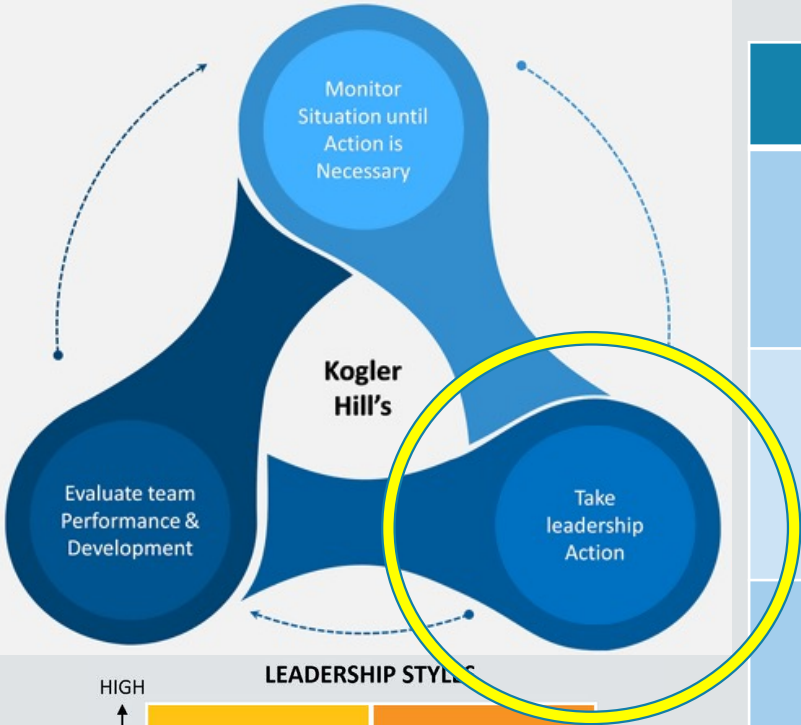 Monitor
Situation until
Action is
Necessary
Kogler
Hill's
Evaluate team
Performance &
Development
Take
leadership
Action
LEADERSHIP STYLES
HIGH